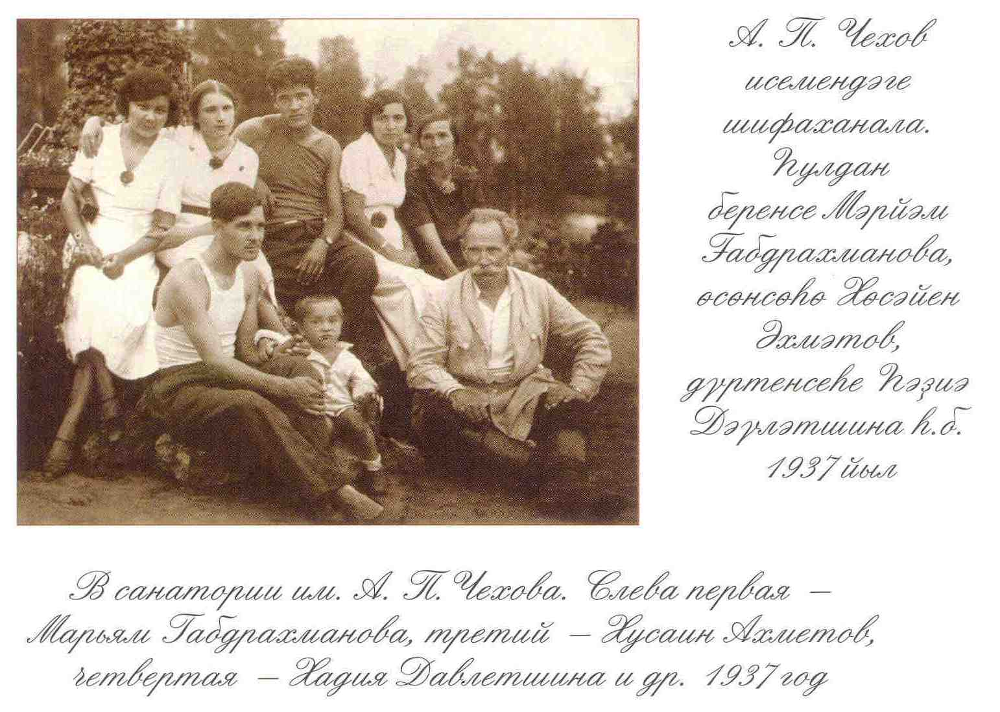 А. П. Чехов
исемендәге
шифаханала.
Һулдан
беренсе Мәрйәм
Ғабдрахманова,
өсөнсөһө Хөсәйен
Әхмәтов,
дүртенсеһе Һәҙиә
Дәүләтшина һ.б.
1937 йыл
В санатории им. А. П. Чехова. Слева первая –
Марьям Габдрахманова, третий – Хусаин Ахметов,
четвертая – Хадия Давлетшина и др. 1937 год